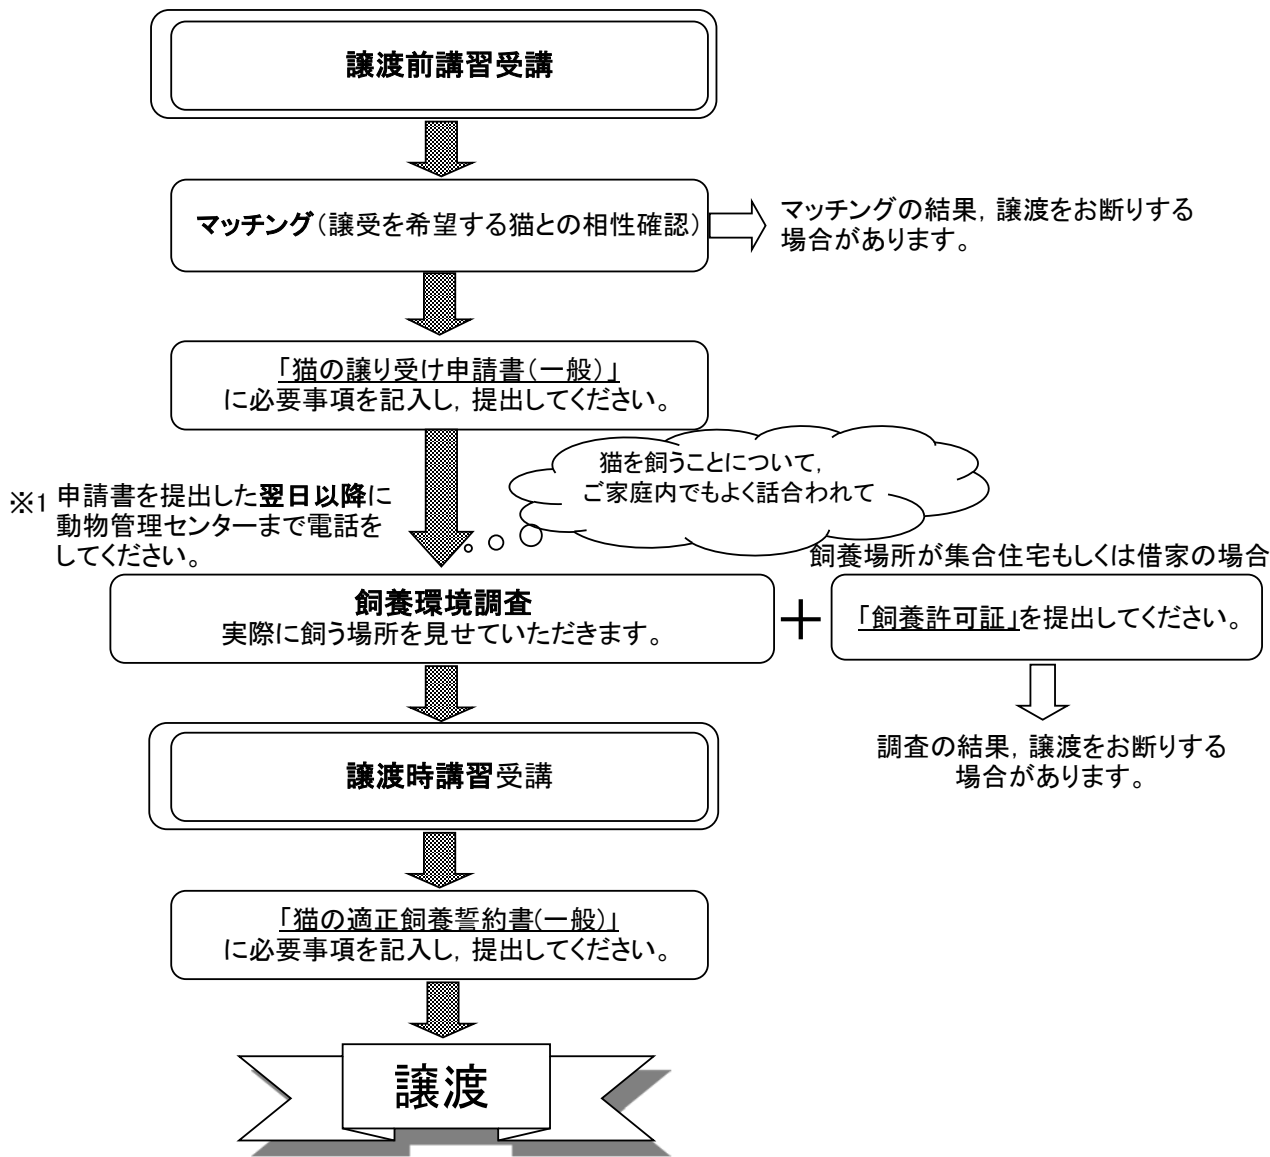 譲渡前講習受講
マッチング(譲受を希望する猫との相性確認)
マッチングの結果，譲渡をお断りする
場合があります。
「猫の譲り受け申請書(一般)」
に必要事項を記入し，提出してください。
猫を飼うことについて，
ご家庭内でもよく話合われて
※1 申請書を提出した翌日以降に
動物管理センターまで電話を
してください。
飼養場所が集合住宅もしくは借家の場合
飼養環境調査
実際に飼う場所を見せていただきます。
＋
「飼養許可証」を提出してください。
調査の結果，譲渡をお断りする
場合があります。
譲渡時講習受講
「猫の適正飼養誓約書(一般)」
に必要事項を記入し，提出してください。
譲渡